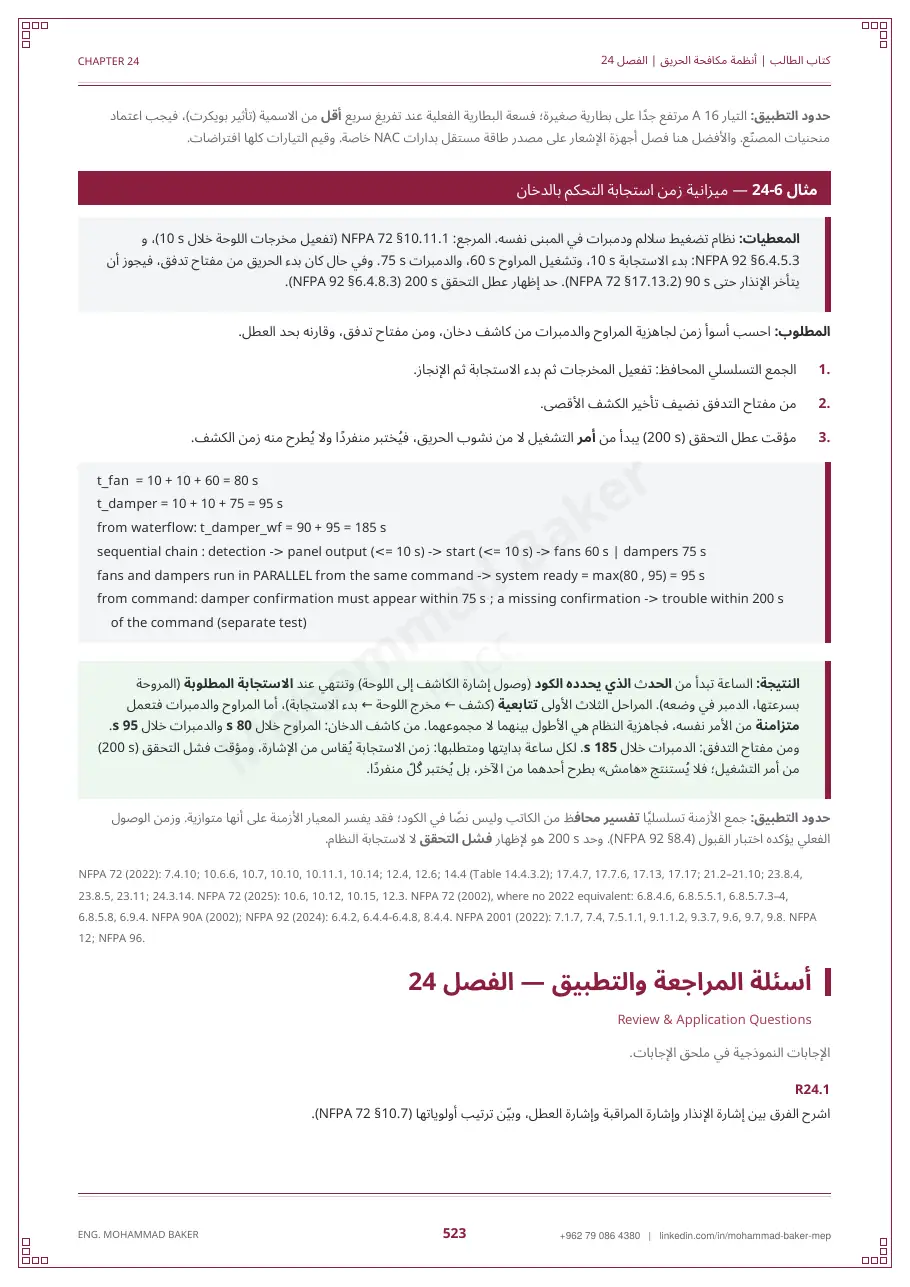 CHAPTER 24
كتاب الطالب | أنظمة مكافحة الحريق | الفصل 24
حدود التطبيق: التيار 16 A مرتفع جدًا على بطارية صغيرة؛ فسعة البطارية الفعلية عند تفريغ سريع أقل من الاسمية (تأثير بويكرت)، فيجب اعتماد
منحنيات المصنّع. والأفضل هنا فصل أجهزة الإشعار على مصدر طاقة مستقل بدارات NAC خاصة. وقيم التيارات كلها افتراضات.
مثال 24-6 — ميزانية زمن استجابة التحكم بالدخان
المعطيات: نظام تضغيط سلالم ودمبرات في المبنى نفسه. المرجع: NFPA 72 §10.11.1 (تفعيل مخرجات اللوحة خلال 10 s)، و
NFPA 92 §6.4.5.3: بدء الاستجابة 10 s، وتشغيل المراوح 60 s، والدمبرات 75 s. وفي حال كان بدء الحريق من مفتاح تدفق، فيجوز أن
يتأخر الإنذار حتى 90 s (NFPA 72 §17.13.2). حد إظهار عطل التحقق 200 s (NFPA 92 §6.4.8.3).
المطلوب: احسب أسوأ زمن لجاهزية المراوح والدمبرات من كاشف دخان، ومن مفتاح تدفق، وقارنه بحد العطل.
1. الجمع التسلسلي المحافظ: تفعيل المخرجات ثم بدء الاستجابة ثم الإنجاز.
2. من مفتاح التدفق نضيف تأخير الكشف الأقصى.
3. مؤقت عطل التحقق (200 s) يبدأ من أمر التشغيل لا من نشوب الحريق، فيُختبر منفردًا ولا يُطرح منه زمن الكشف.
t_fan = 10 + 10 + 60 = 80 s
t_damper = 10 + 10 + 75 = 95 s
from waterflow: t_damper_wf = 90 + 95 = 185 s
sequential chain : detection -> panel output (<= 10 s) -> start (<= 10 s) -> fans 60 s | dampers 75 s
fans and dampers run in PARALLEL from the same command -> system ready = max(80 , 95) = 95 s
from command: damper confirmation must appear within 75 s ; a missing confirmation -> trouble within 200 s
of the command (separate test)
النتيجة: الساعة تبدأ من الحدث الذي يحدده الكود (وصول إشارة الكاشف إلى اللوحة) وتنتهي عند الاستجابة المطلوبة (المروحة
بسرعتها، الدمبر في وضعه). المراحل الثلاث الأولى تتابعية (كشف ← مخرج اللوحة ← بدء الاستجابة)، أما المراوح والدمبرات فتعمل
متزامنة من الأمر نفسه، فجاهزية النظام هي الأطول بينهما لا مجموعهما. من كاشف الدخان: المراوح خلال 80 s والدمبرات خلال 95 s.
ومن مفتاح التدفق: الدمبرات خلال 185 s. لكل ساعة بدايتها ومتطلبها: زمن الاستجابة يُقاس من الإشارة، ومؤقت فشل التحقق (200 s)
من أمر التشغيل؛ فلا يُستنتج «هامش» بطرح أحدهما من الآخر، بل يُختبر كُلّ منفردًا.
حدود التطبيق: جمع الأزمنة تسلسليًا تفسير محافظ من الكاتب وليس نصًا في الكود؛ فقد يفسر المعيار الأزمنة على أنها متوازية. وزمن الوصول
الفعلي يؤكده اختبار القبول (NFPA 92 §8.4). وحد 200 s هو لإظهار فشل التحقق لا لاستجابة النظام.
NFPA 72 (2022): 7.4.10; 10.6.6, 10.7, 10.10, 10.11.1, 10.14; 12.4, 12.6; 14.4 (Table 14.4.3.2); 17.4.7, 17.7.6, 17.13, 17.17; 21.2–21.10; 23.8.4,
23.8.5, 23.11; 24.3.14. NFPA 72 (2025): 10.6, 10.12, 10.15, 12.3. NFPA 72 (2002), where no 2022 equivalent: 6.8.4.6, 6.8.5.5.1, 6.8.5.7.3–4,
6.8.5.8, 6.9.4. NFPA 90A (2002); NFPA 92 (2024): 6.4.2, 6.4.4-6.4.8, 8.4.4. NFPA 2001 (2022): 7.1.7, 7.4, 7.5.1.1, 9.1.1.2, 9.3.7, 9.6, 9.7, 9.8. NFPA
12; NFPA 96.
أسئلة المراجعة والتطبيق — الفصل 24
Review & Application Questions
الإجابات النموذجية في ملحق الإجابات.
R24.1
اشرح الفرق بين إشارة الإنذار وإشارة المراقبة وإشارة العطل، وبيّن ترتيب أولوياتها (NFPA 72 §10.7).
ENG. MOHAMMAD BAKER
523
+962 79 086 4380 | linkedin.com/in/mohammad-baker-mep